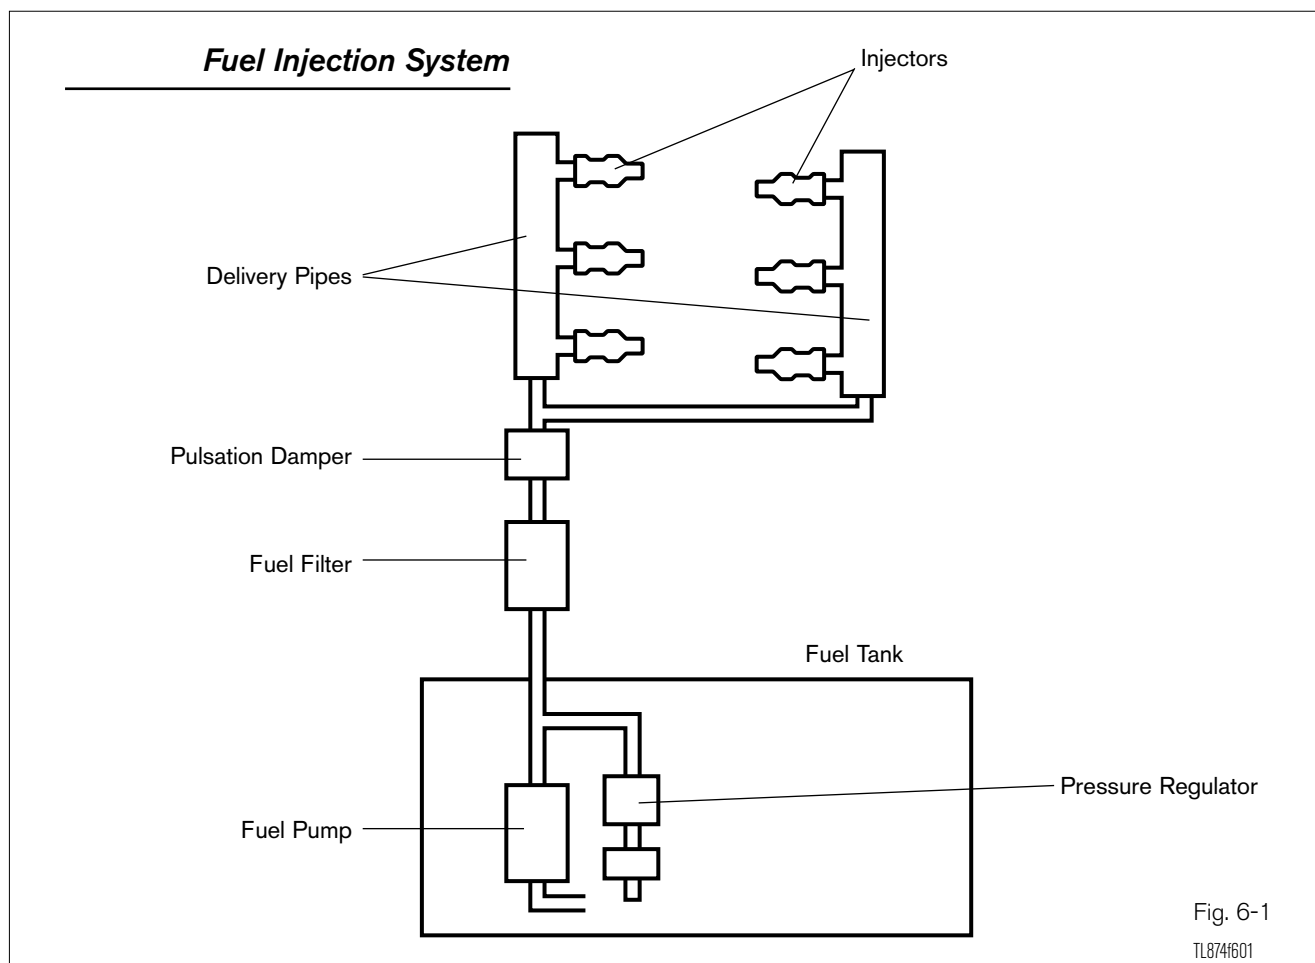 Fuel Injection System
Injectors
Delivery Pipes
Pulsation Damper
Fuel Filter
Fuel Tank
Pressure Regulator
Fuel Pump
Fig. 6-1
TL874f601